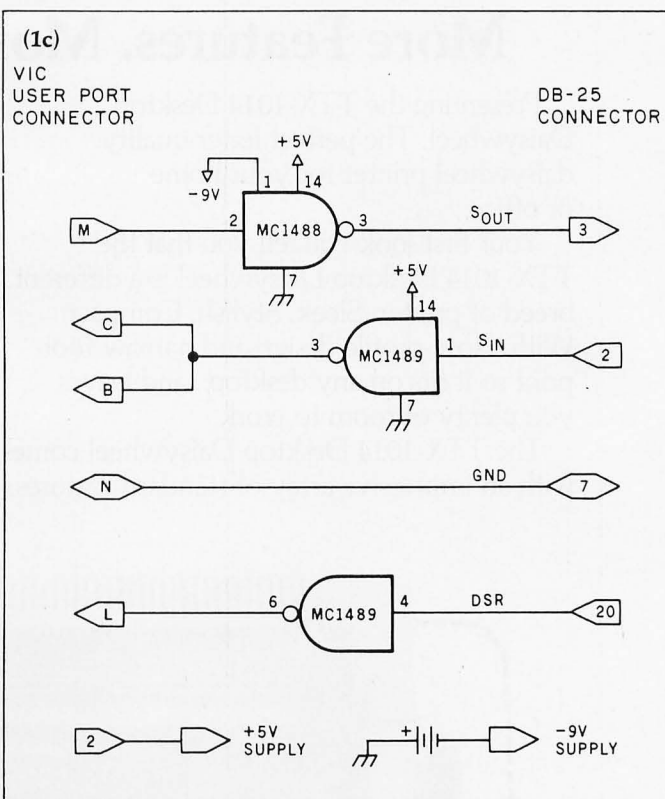 (1c)
VIC
USER PORT
CONNECTOR
DB-25
CONNECTOR
+5V
-9V
1
14
M
2
MC1488
3
SOUT
3
7
+5V
14
C
3
MC1489
1
SIN
2
B
7
N
GND
7
L
6
MC1489
4
DSR
20
2
+5V
SUPPLY
+
-9V
SUPPLY